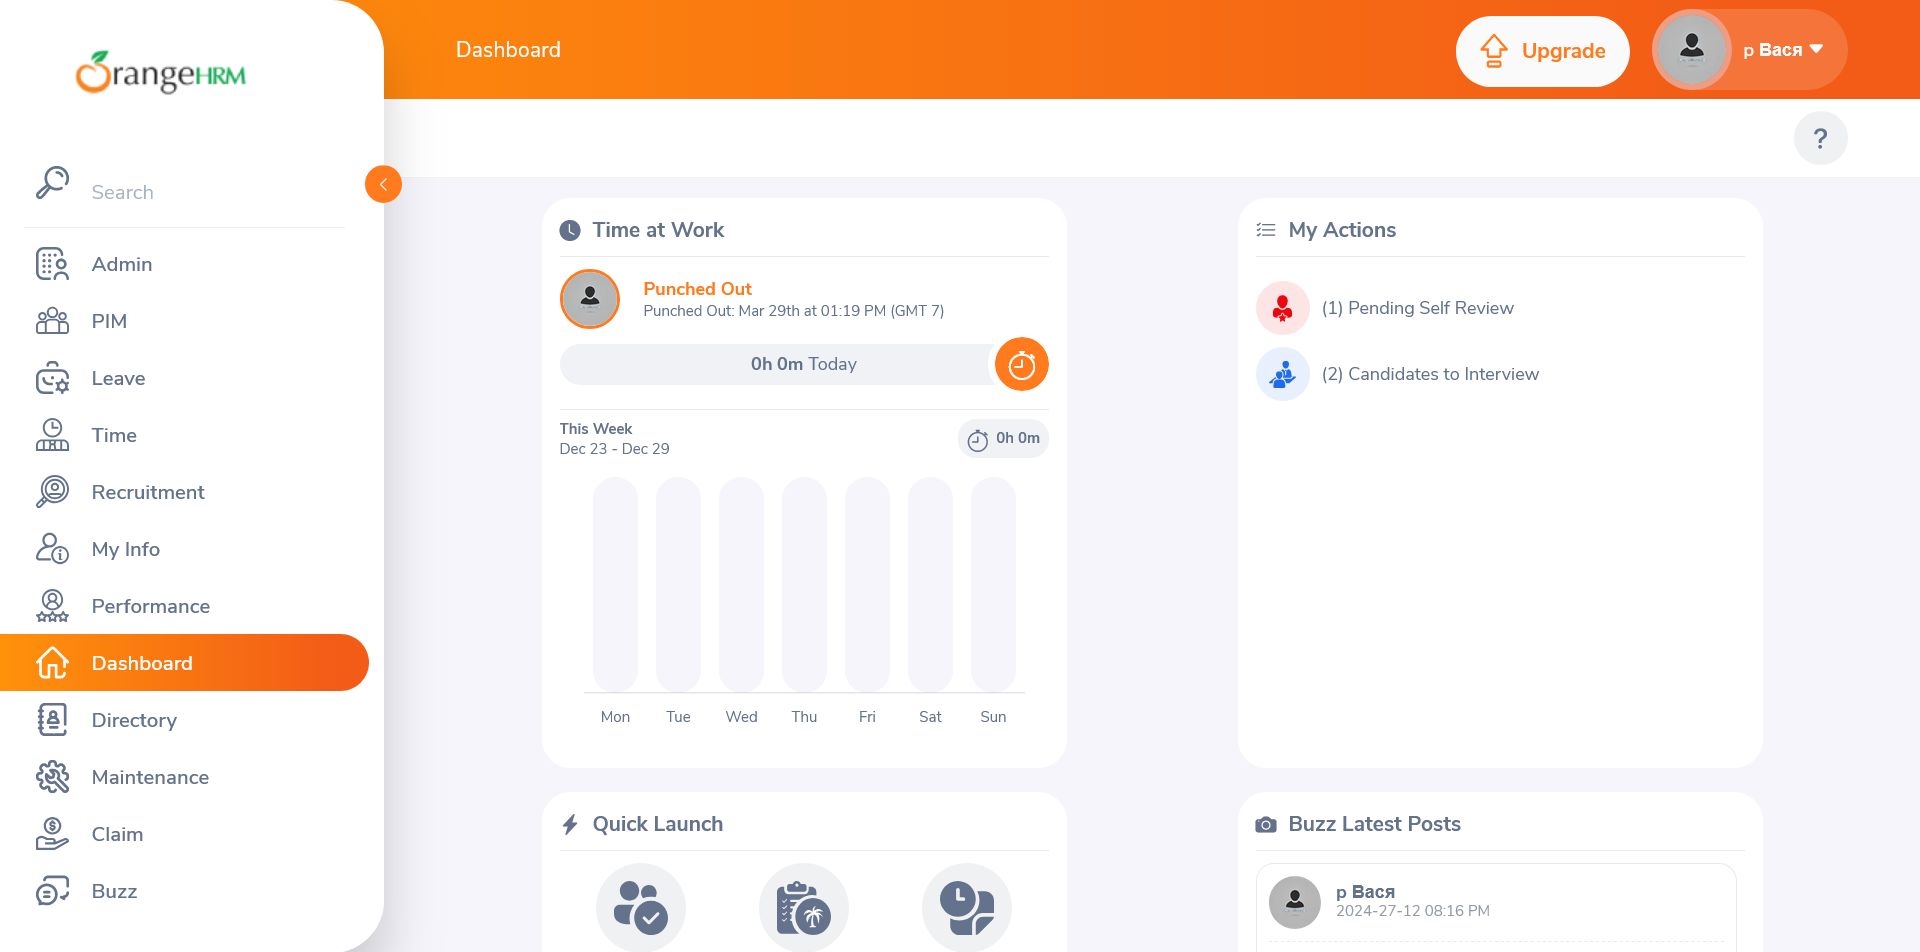 OrangeHRM
Dashboard
Upgrade
р Вася
?
Search
Admin
PIM
Leave
Time
Recruitment
My Info
Performance
Dashboard
Directory
Maintenance
Claim
Buzz
Time at Work
Punched Out
Punched Out: Mar 29th at 01:19 PM (GMT 7)
0h 0m Today
This Week
Dec 23 - Dec 29
0h 0m
Mon Tue Wed Thu Fri Sat Sun
My Actions
(1) Pending Self Review
(2) Candidates to Interview
Quick Launch
Buzz Latest Posts
р Вася
2024-27-12 08:16 PM